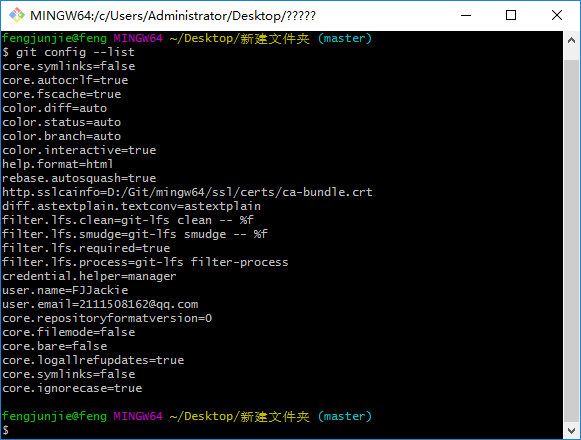 MINGW64:/c/Users/Administrator/Desktop/?????
fengjunjie@feng MINGW64 ~/Desktop/新建文件夹 (master)
$ git config --list
core.symlinks=false
core.autocrlf=true
core.fscache=true
color.diff=auto
color.status=auto
color.branch=auto
color.interactive=true
help.format=html
rebase.autosquash=true
http.sslcainfo=D:/Git/mingw64/ssl/certs/ca-bundle.crt
diff.astextplain.textconv=astextplain
filter.lfs.clean=git-lfs clean -- %f
filter.lfs.smudge=git-lfs smudge -- %f
filter.lfs.required=true
filter.lfs.process=git-lfs filter-process
credential.helper=manager
user.name=FJJackie
user.email=2111508162@qq.com
core.repositoryformatversion=0
core.filemode=false
core.bare=false
core.logallrefupdates=true
core.symlinks=false
core.ignorecase=true
fengjunjie@feng MINGW64 ~/Desktop/新建文件夹 (master)
$